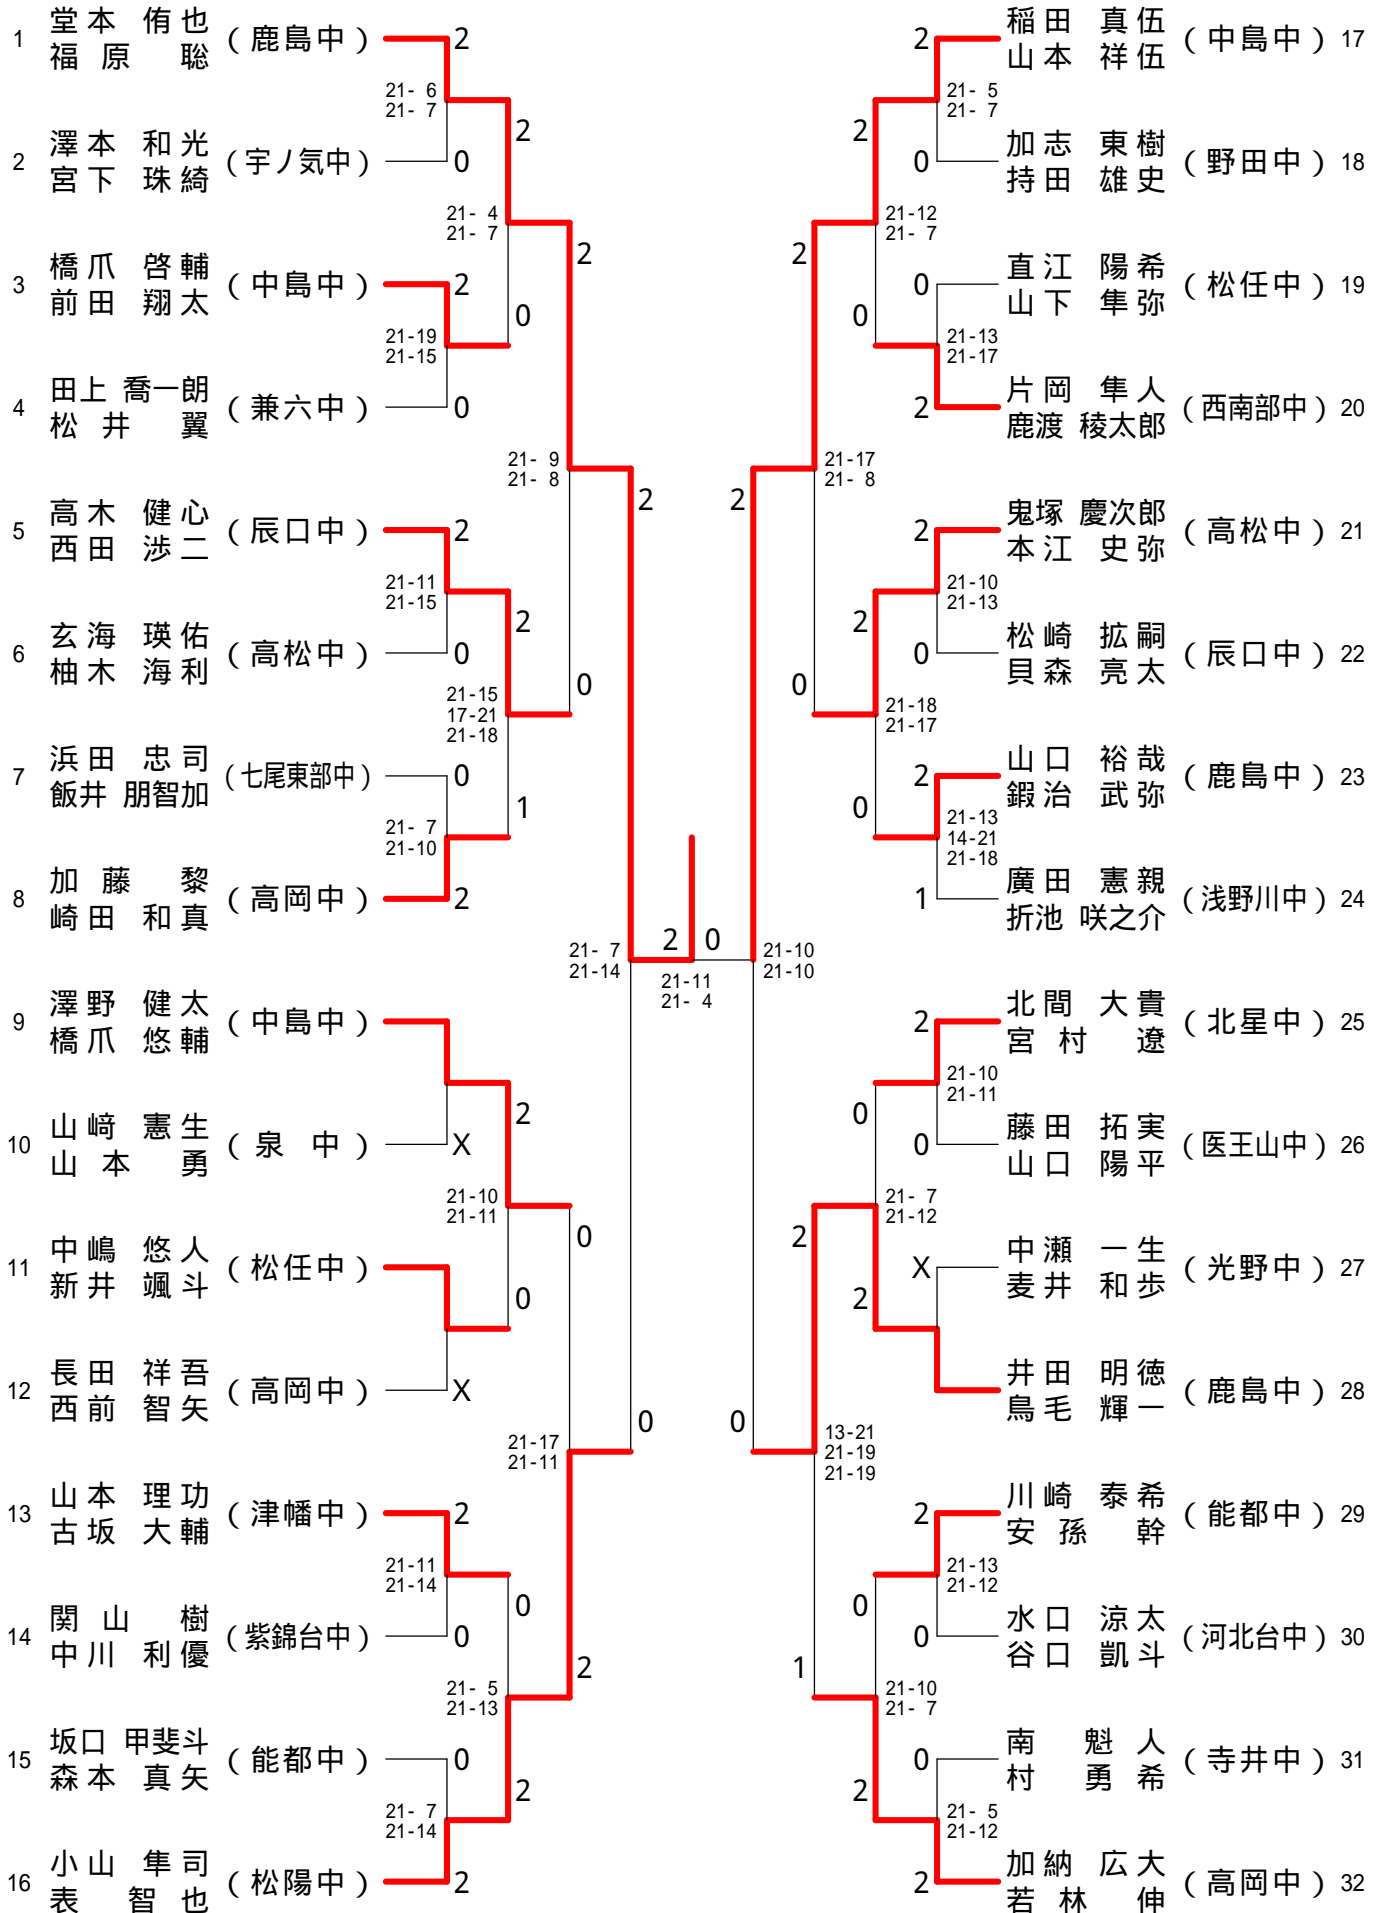 1 堂本 侑也 福原 聡 (鹿島中) 2
21- 6
21- 7
2
2 澤本 和光 宮下 珠綺 (宇ノ気中) 0
21- 4
21- 7
2
3 橋爪 啓輔 前田 翔太 (中島中) 2
0
21-19
21-15
4 田上 喬一朗 松井 翼 (兼六中) 0
21- 9
21- 8
2
5 高木 健心 西田 渉二 (辰口中) 2
21-11
21-15
2
6 玄海 瑛佑 柚木 海利 (高松中) 0
0
21-15
17-21
21-18
7 浜田 忠司 飯井 朋智加 (七尾東部中) 0
1
21- 7
21-10
8 加藤 黎 崎田 和真 (高岡中) 2
21- 7
21-14
2 0
21-11
21- 4
9 澤野 健太 橋爪 悠輔 (中島中)
2
10 山﨑 憲生 山本 勇 (泉中) X
21-10
21-11
0
11 中嶋 悠人 新井 颯斗 (松任中)
0
12 長田 祥吾 西前 智矢 (高岡中) X
0
21-17
21-11
13 山本 理功 古坂 大輔 (津幡中) 2
21-11
21-14
0
14 関山 樹 中川 利優 (紫錦台中) 0
2
21- 5
21-13
15 坂口 甲斐斗 森本 真矢 (能都中) 0
2
21- 7
21-14
16 小山 隼司 表 智也 (松陽中) 2
2 稲田 真伍 山本 祥伍 (中島中) 17
21- 5
21- 7
2
0 加志 東樹 持田 雄史 (野田中) 18
21-12
21- 7
2
0 直江 陽希 山下 隼弥 (松任中) 19
0
21-13
21-17
2 片岡 隼人 鹿渡 稜太郎 (西南部中) 20
21-17
21- 8
2
2 鬼塚 慶次郎 本江 史弥 (高松中) 21
21-10
21-13
2
0 松崎 拡嗣 貝森 亮太 (辰口中) 22
0
21-18
21-17
2 山口 裕哉 鍜治 武弥 (鹿島中) 23
0
21-13
14-21
21-18
1 廣田 憲親 折池 咲之介 (浅野川中) 24
21-10
21-10
2 北間 大貴 宮村 遼 (北星中) 25
21-10
21-11
0
0 藤田 拓実 山口 陽平 (医王山中) 26
21- 7
21-12
2
X 中瀬 一生 麦井 和歩 (光野中) 27
2
井田 明徳 鳥毛 輝一 (鹿島中) 28
0
13-21
21-19
21-19
2 川崎 泰希 安孫 幹 (能都中) 29
21-13
21-12
0
0 水口 涼太 谷口 凱斗 (河北台中) 30
1
21-10
21- 7
0 南 魁人 村 勇希 (寺井中) 31
2
21- 5
21-12
2 加納 広大 若林 伸 (高岡中) 32